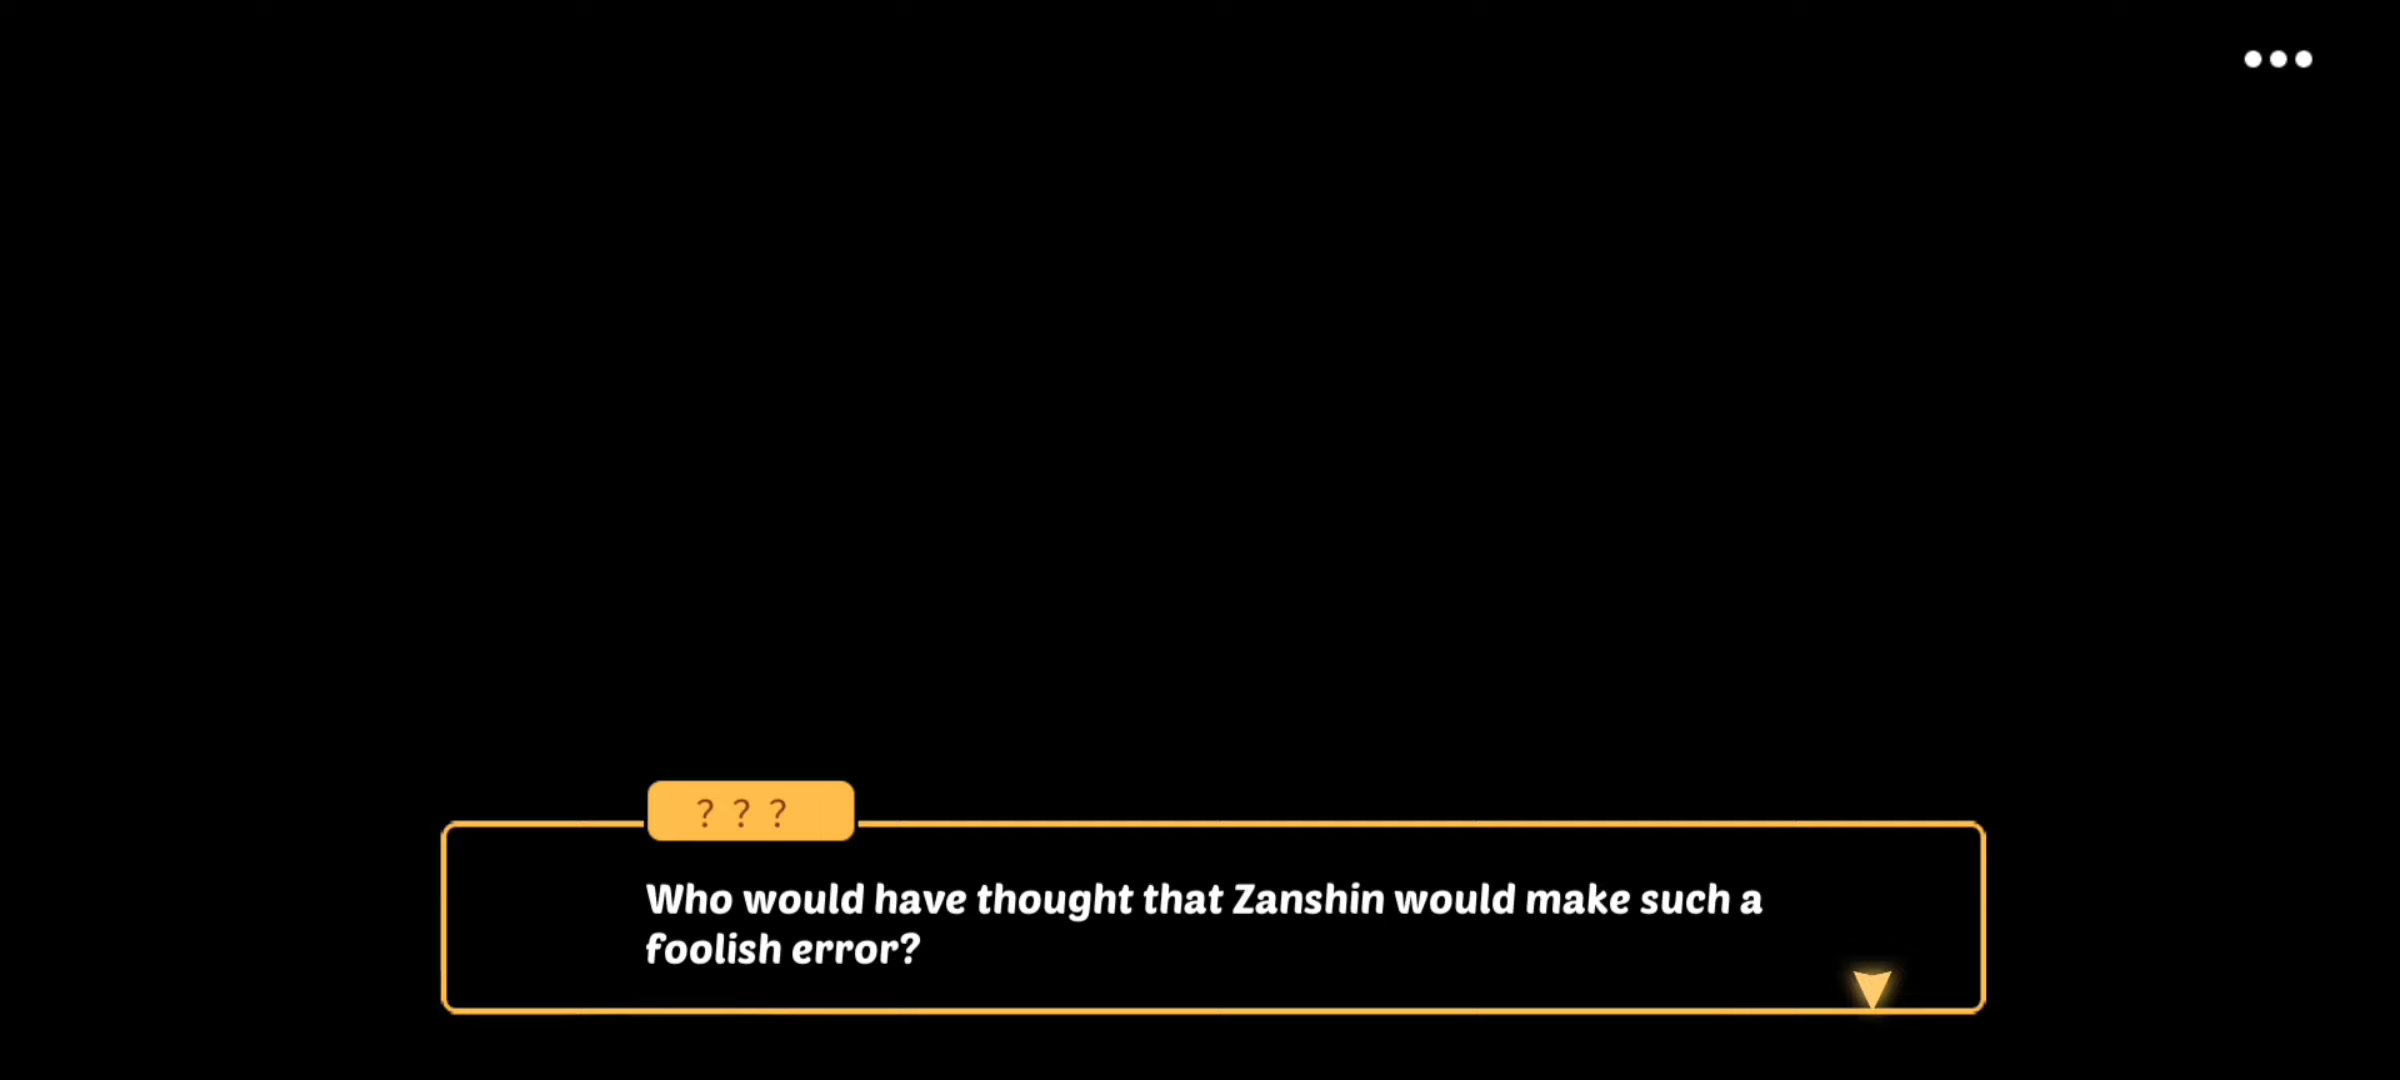 ？？？
Who would have thought that Zanshin would make such a
foolish error?